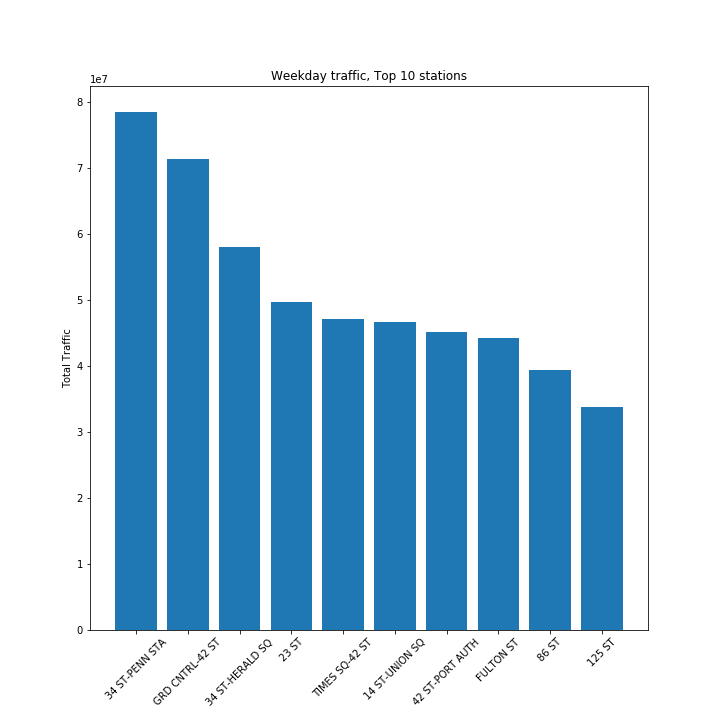 Weekday traffic, Top 10 stations
1e7
8
7
6
5
4
3
2
1
0
Total Traffic
34 ST-PENN STA
GRD CNTRL-42 ST
34 ST-HERALD SQ
23 ST
TIMES SQ-42 ST
14 ST-UNION SQ
42 ST-PORT AUTH
FULTON ST
86 ST
125 ST